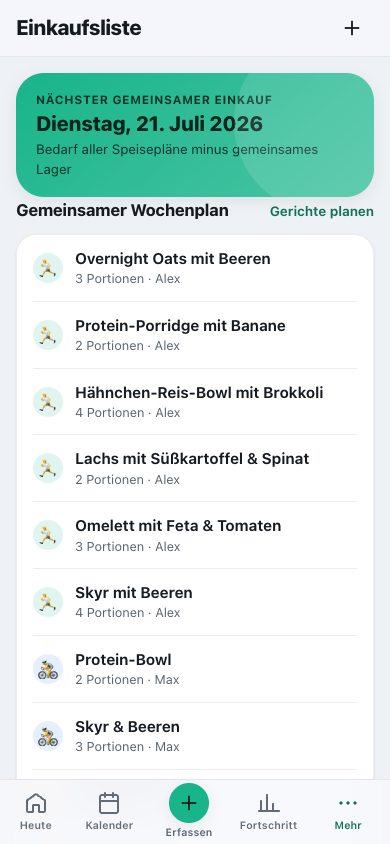 Einkaufsliste
NÄCHSTER GEMEINSAMER EINKAUF
Dienstag, 21. Juli 2026
Bedarf aller Speisepläne minus gemeinsames
Lager
Gemeinsamer Wochenplan Gerichte planen
Overnight Oats mit Beeren
3 Portionen · Alex
Protein-Porridge mit Banane
2 Portionen · Alex
Hähnchen-Reis-Bowl mit Brokkoli
4 Portionen · Alex
Lachs mit Süßkartoffel & Spinat
2 Portionen · Alex
Omelett mit Feta & Tomaten
3 Portionen · Alex
Skyr mit Beeren
4 Portionen · Alex
Protein-Bowl
2 Portionen · Max
Skyr & Beeren
3 Portionen · Max
Heute Kalender Erfassen Fortschritt Mehr